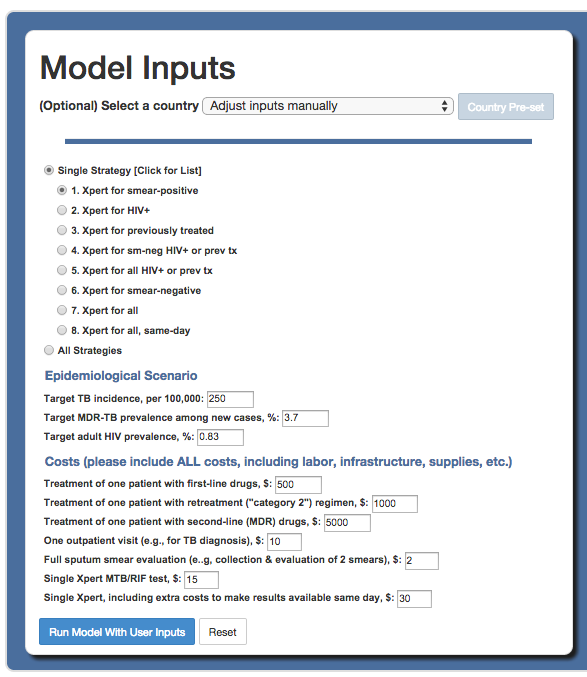 Model Inputs
(Optional) Select a country Adjust inputs manually Country Pre-set
Single Strategy [Click for List]
1. Xpert for smear-positive
2. Xpert for HIV+
3. Xpert for previously treated
4. Xpert for sm-neg HIV+ or prev tx
5. Xpert for all HIV+ or prev tx
6. Xpert for smear-negative
7. Xpert for all
8. Xpert for all, same-day
All Strategies
Epidemiological Scenario
Target TB incidence, per 100,000: 250
Target MDR-TB prevalence among new cases, %: 3.7
Target adult HIV prevalence, %: 0.83
Costs (please include ALL costs, including labor, infrastructure, supplies, etc.)
Treatment of one patient with first-line drugs, $: 500
Treatment of one patient with retreatment ("category 2") regimen, $: 1000
Treatment of one patient with second-line (MDR) drugs, $: 5000
One outpatient visit (e.g., for TB diagnosis), $: 10
Full sputum smear evaluation (e..g, collection & evaluation of 2 smears), $: 2
Single Xpert MTB/RIF test, $: 15
Single Xpert, including extra costs to make results available same day, $: 30
Run Model With User Inputs Reset